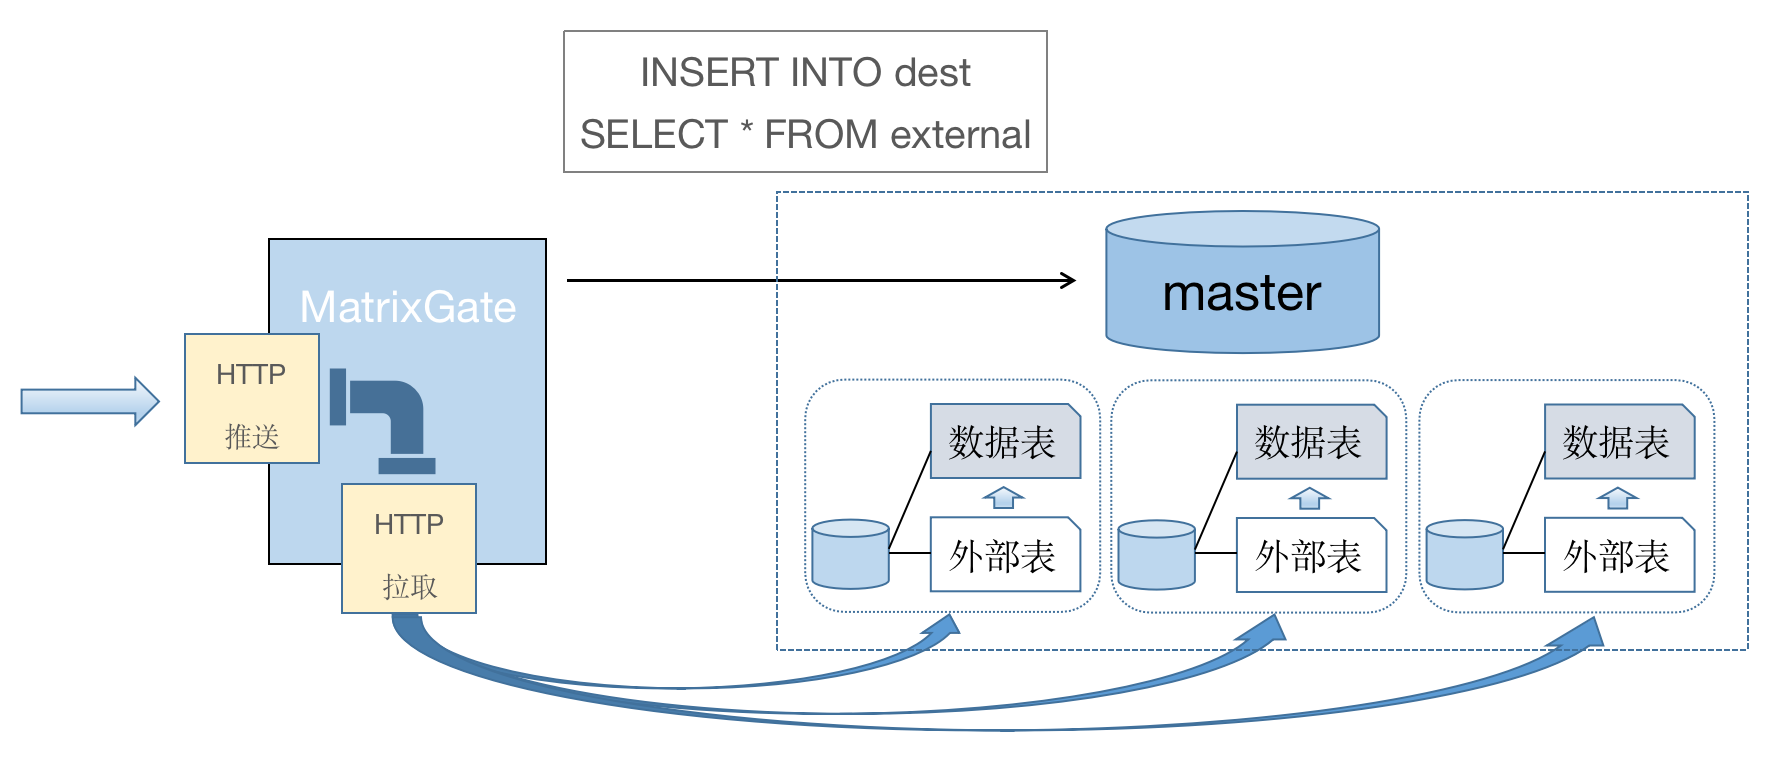 INSERT INTO dest
SELECT * FROM external
MatrixGate
HTTP
推送
HTTP
拉取
master
数据表
外部表
数据表
外部表
数据表
外部表